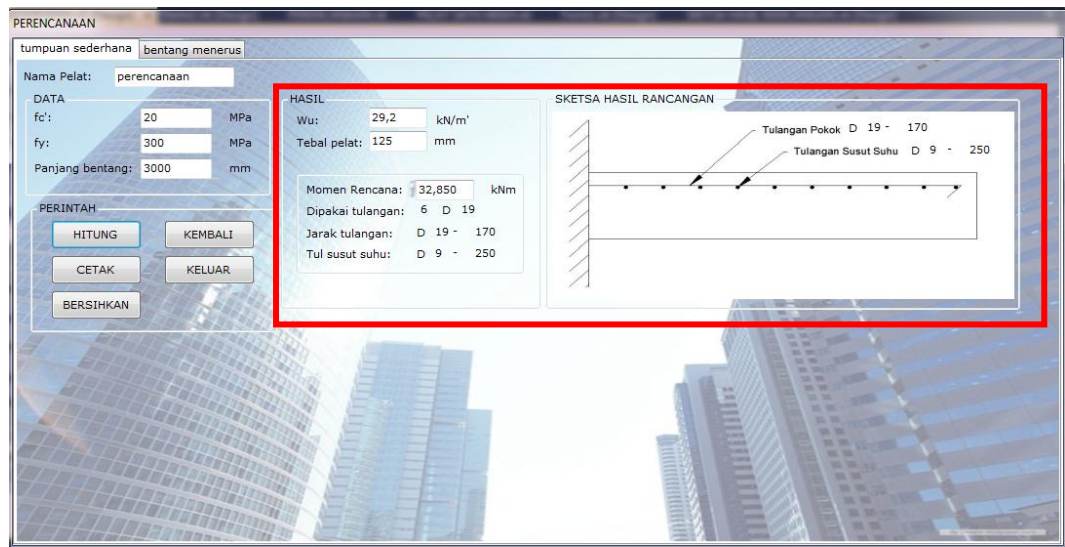 PERENCANAAN
tumpuan sederhana bentang menerus
Nama Pelat: perencanaan
DATA
fc': 20 MPa
fy: 300 MPa
Panjang bentang: 3000 mm
PERINTAH
HITUNG KEMBALI
CETAK KELUAR
BERSIHKAN
HASIL
Wu: 29,2 kN/m'
Tebal pelat: 125 mm
Momen Rencana: 32,850 kNm
Dipakai tulangan: 6 D 19
Jarak tulangan: D 19 - 170
Tul susut suhu: D 9 - 250
SKETSA HASIL RANCANGAN
Tulangan Pokok D 19 - 170
Tulangan Susut Suhu D 9 - 250